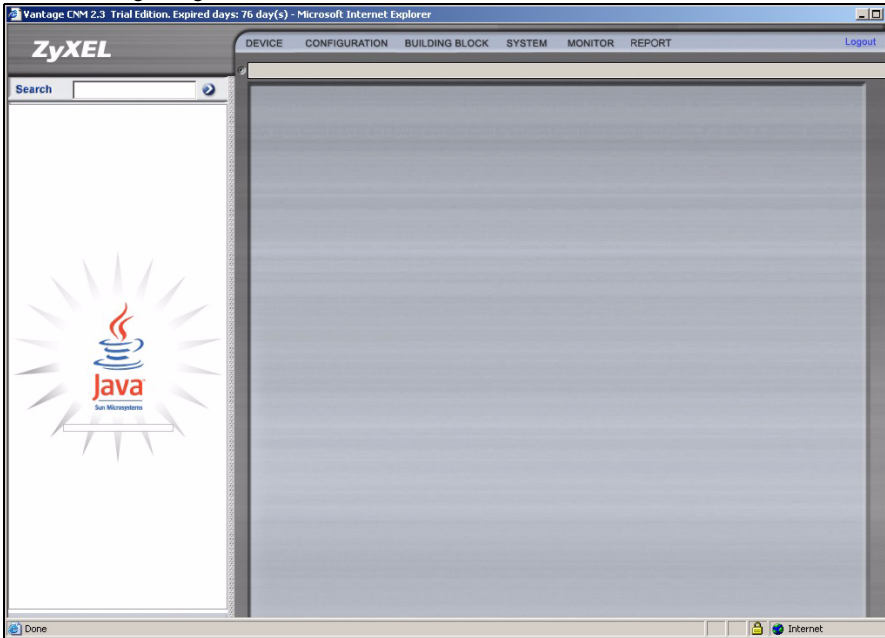 Vantage CNM 2.3 Trial Edition. Expired days: 76 day(s) - Microsoft Internet Explorer
ZyXEL
DEVICE CONFIGURATION BUILDING BLOCK SYSTEM MONITOR REPORT Logout
Search
Java
Sun Microsystems
Done Internet